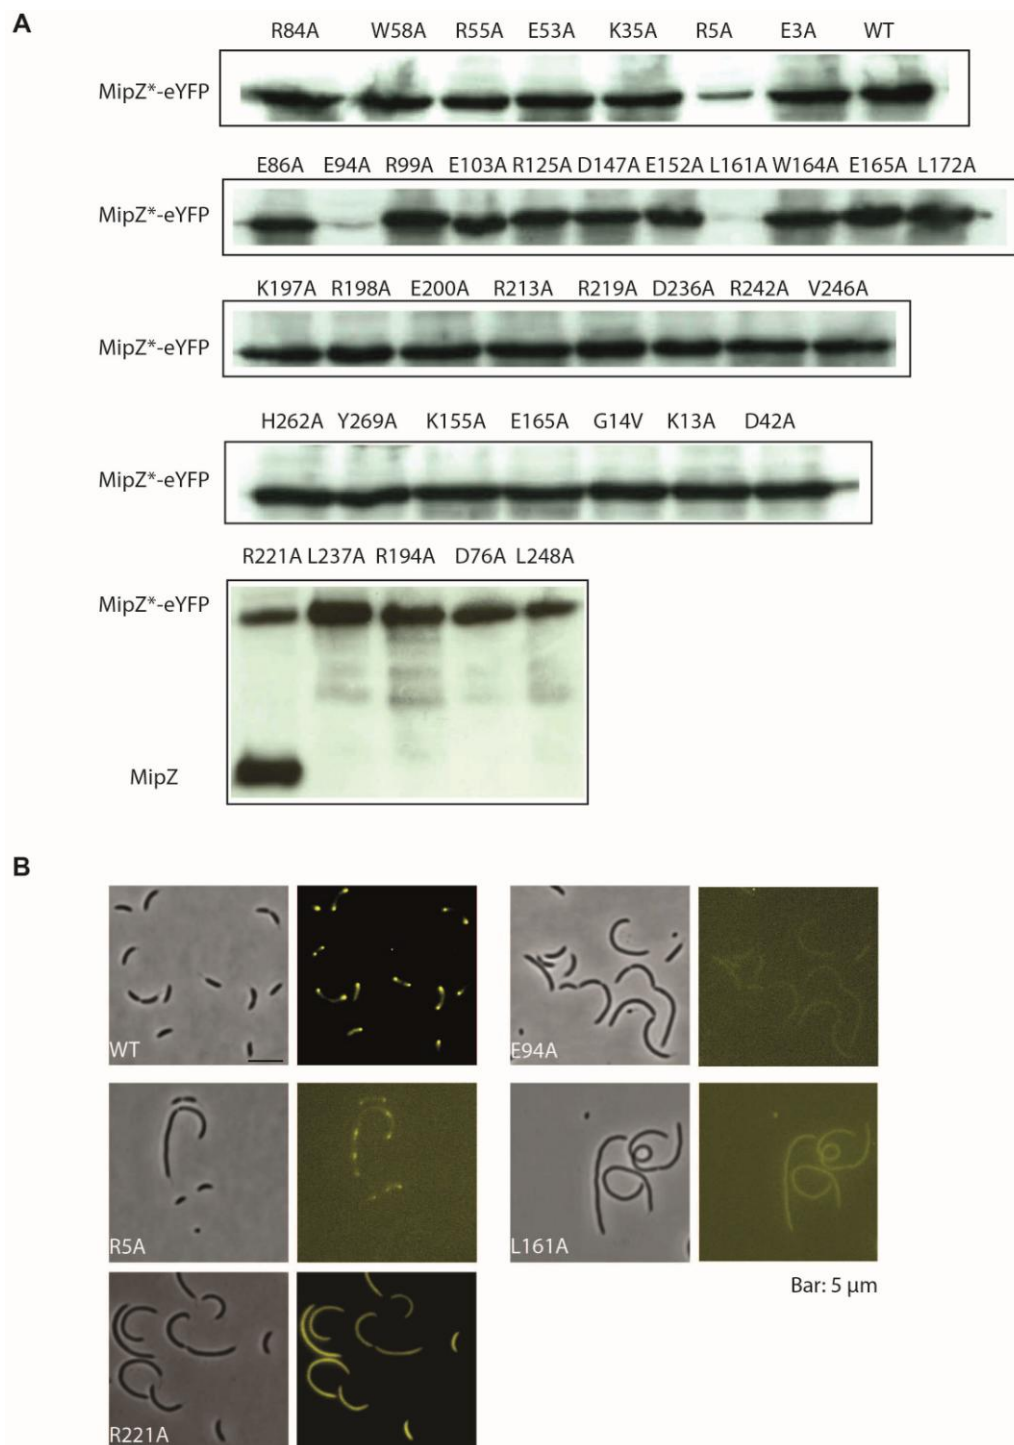 A
R84A W58A R55A E53A K35A R5A E3A WT
MipZ*-eYFP
E86A E94A R99A E103A R125A D147A E152A L161A W164A E165A L172A
MipZ*-eYFP
K197A R198A E200A R213A R219A D236A R242A V246A
MipZ*-eYFP
H262A Y269A K155A E165A G14V K13A D42A
MipZ*-eYFP
R221A L237A R194A D76A L248A
MipZ*-eYFP
MipZ
B
WT E94A
R5A L161A
Bar: 5 µm
R221A